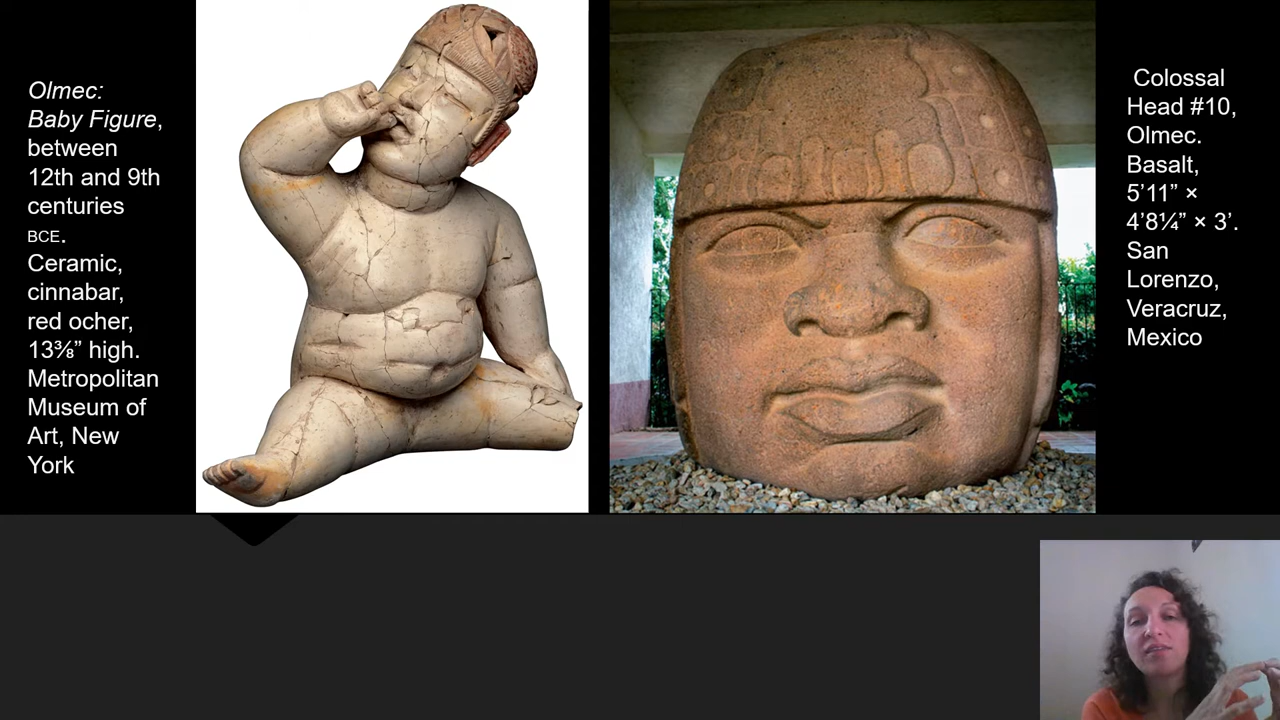 Olmec:
Baby Figure,
between
12th and 9th
centuries
BCE.
Ceramic,
cinnabar,
red ocher,
13⅜” high.
Metropolitan
Museum of
Art, New
York
Colossal
Head #10,
Olmec.
Basalt,
5’11” ×
4’8¼” × 3’.
San
Lorenzo,
Veracruz,
Mexico